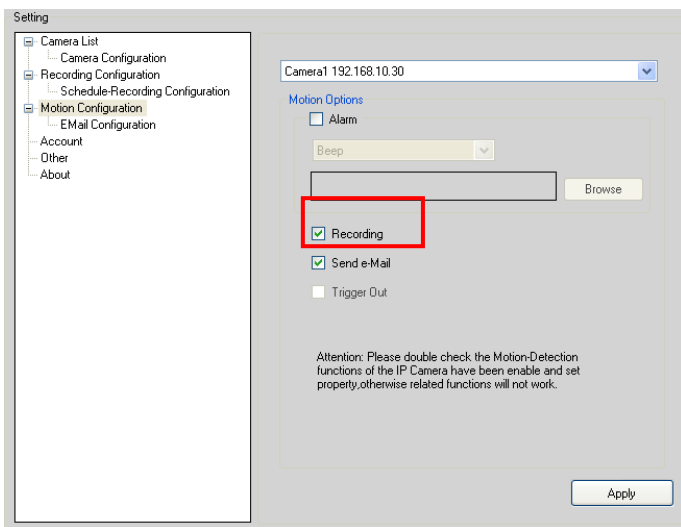 Setting
Camera List
Camera Configuration
Recording Configuration
Schedule-Recording Configuration
Motion Configuration
EMail Configuration
Account
Other
About
Camera1 192.168.10.30
Motion Options
Alarm
Beep
Browse
Recording
Send e-Mail
Trigger Out
Attention: Please double check the Motion-Detection
functions of the IP Camera have been enable and set
property,otherwise related functions will not work.
Apply